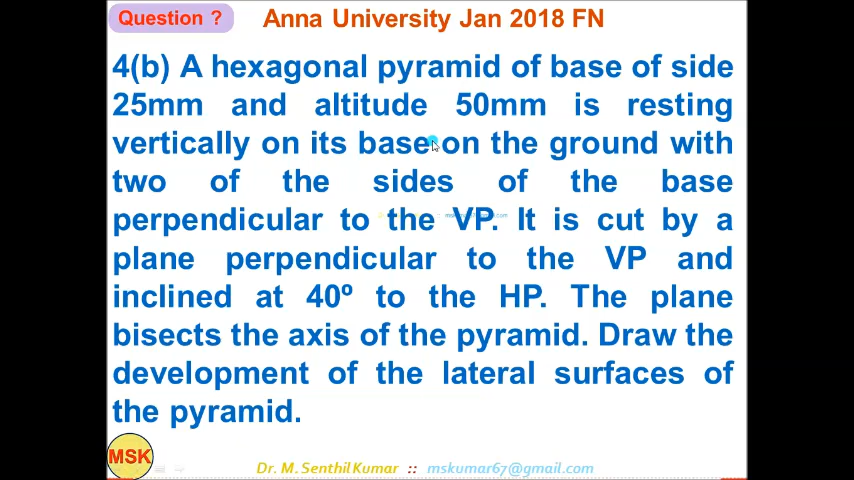 Question ?
Anna University Jan 2018 FN
4(b) A hexagonal pyramid of base of side
25mm and altitude 50mm is resting
vertically on its base on the ground with
two of the sides of the base
perpendicular to the VP. It is cut by a
plane perpendicular to the VP and
inclined at 40º to the HP. The plane
bisects the axis of the pyramid. Draw the
development of the lateral surfaces of
the pyramid.
MSK
Dr. M. Senthil Kumar :: mskumar67@gmail.com